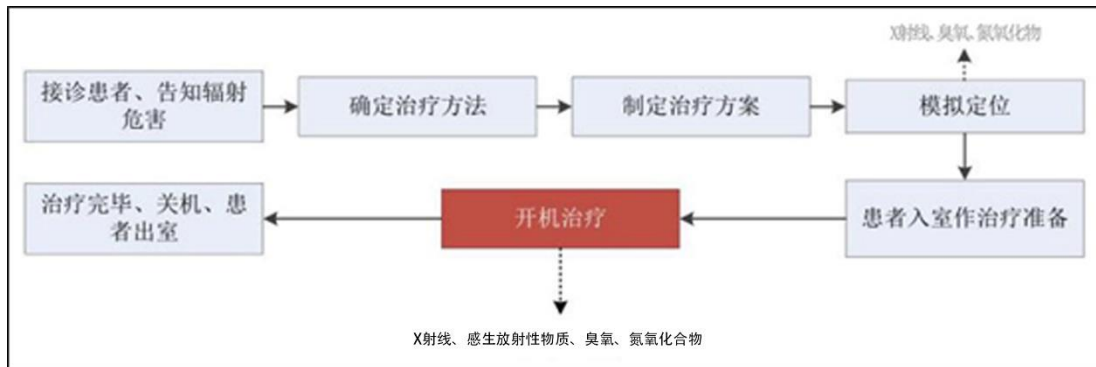 X射线、臭氧、氮氧化物
接诊患者、告知辐射
危害
确定治疗方法
制定治疗方案
模拟定位
治疗完毕、关机、患
者出室
开机治疗
患者入室作治疗准备
X射线、感生放射性物质、臭氧、氮氧化合物